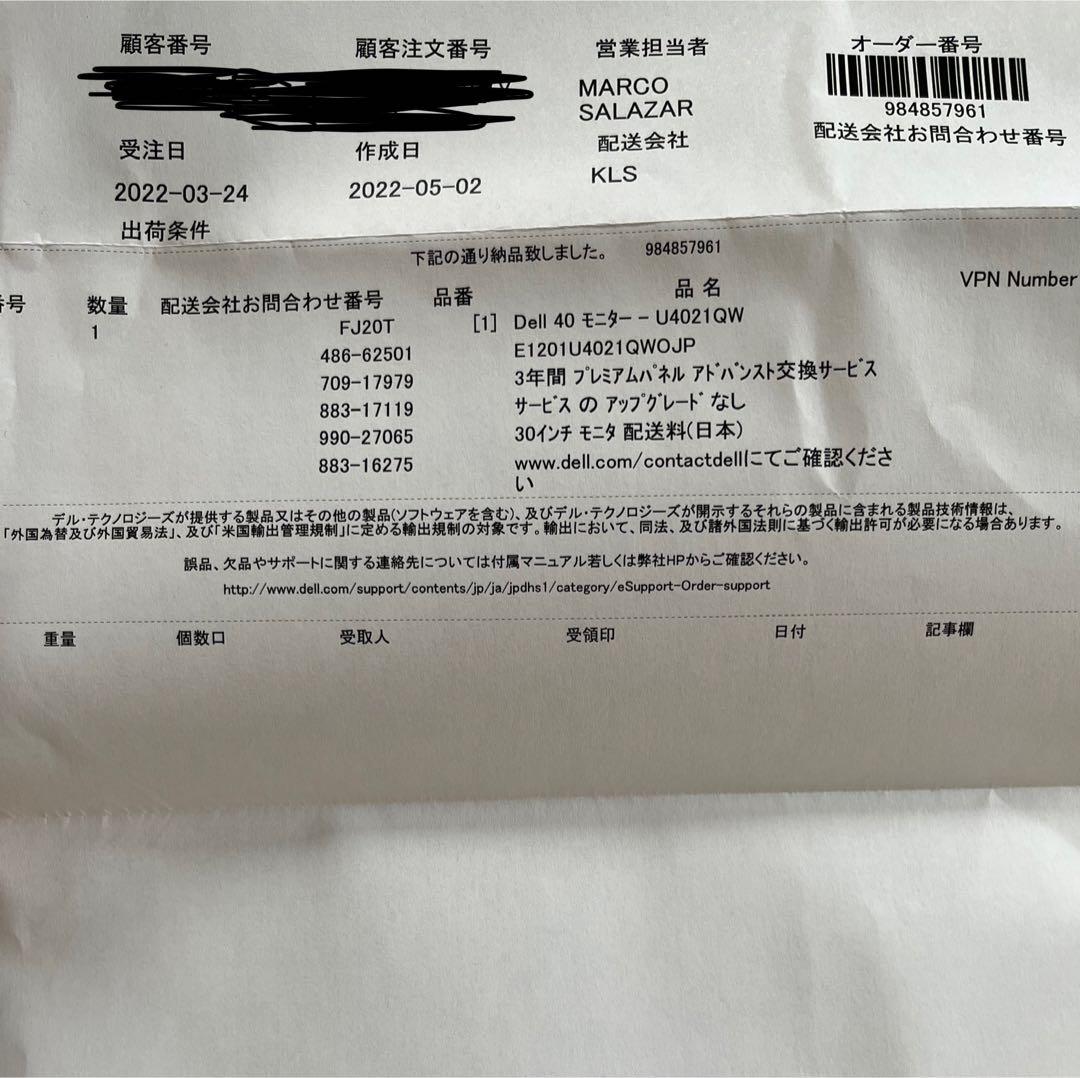 顧客番号 顧客注文番号 営業担当者 オーダー番号
MARCO
SALAZAR
984857961
受注日 作成日 配送会社 配送会社お問合わせ番号
2022-03-24 2022-05-02 KLS
出荷条件
下記の通り納品致しました。 984857961
番号 数量 配送会社お問合わせ番号 品番 品 名 VPN Number
1 FJ20T [1] Dell 40 モニター - U4021QW
486-62501 E1201U4021QWOJP
709-17979 3年間 プレミアムパネル アドバンスト交換サービス
883-17119 サービス の アップグレード なし
990-27065 30インチ モニタ 配送料(日本)
883-16275 www.dell.com/contactdellにてご確認くださ
い
デル・テクノロジーズが提供する製品又はその他の製品(ソフトウェアを含む)、及びデル・テクノロジーズが開示するそれらの製品に含まれる製品技術情報は、
「外国為替及び外国貿易法」、及び「米国輸出管理規制」に定める輸出規制の対象です。輸出において、同法、及び諸外国法則に基づく輸出許可が必要になる場合あります。
誤品、欠品やサポートに関する連絡先については付属マニュアル若しくは弊社HPからご確認ください。
http://www.dell.com/support/contents/jp/ja/jpdhs1/category/eSupport-Order-support
重量 個数口 受取人 受領印 日付 記事欄